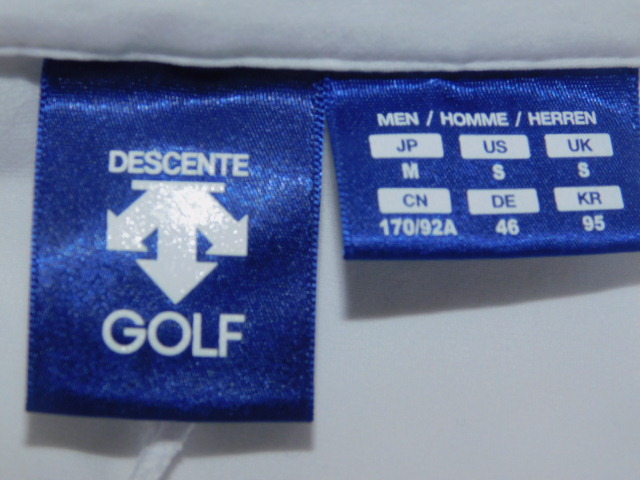 DESCENTE
GOLF
MEN / HOMME / HERREN
JP US UK
M S S
CN DE KR
170/92A 46 95